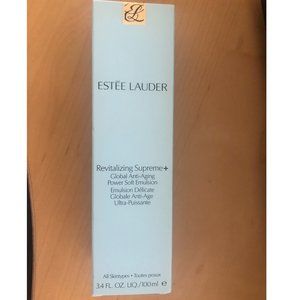 EL
ESTĒE LAUDER
Revitalizing Supreme+
Global Anti-Aging
Power Soft Emulsion
Emulsion Délicate
Globale Anti-Age
Ultra-Puissante
All Skintypes • Toutes peaux
3.4 FL. OZ. LIQ./100ml ℮